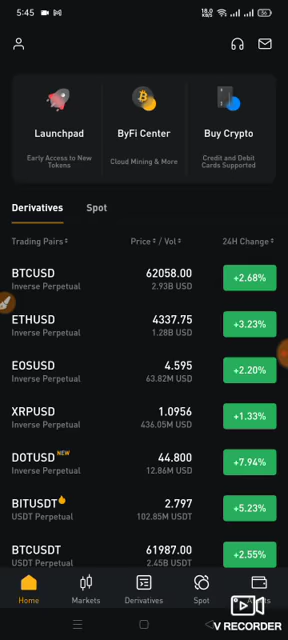 5:45
18.0 KB/S
36
Launchpad
ByFi Center
Buy Crypto
Early Access to New
Tokens
Cloud Mining & More
Credit and Debit
Cards Supported
Derivatives
Spot
Trading Pairs
Price / Vol
24H Change
BTCUSD
62058.00
+2.68%
Inverse Perpetual
2.93B USD
ETHUSD
4337.75
+3.23%
Inverse Perpetual
1.28B USD
EOSUSD
4.595
+2.20%
Inverse Perpetual
63.82M USD
XRPUSD
1.0956
+1.33%
Inverse Perpetual
436.05M USD
DOTUSD NEW
44.800
+7.94%
Inverse Perpetual
12.86M USD
BITUSDT
2.797
+5.23%
USDT Perpetual
102.85M USDT
BTCUSDT
61987.00
+2.55%
USDT Perpetual
2.45B USDT
Home
Markets
Derivatives
Spot
V RECORDER